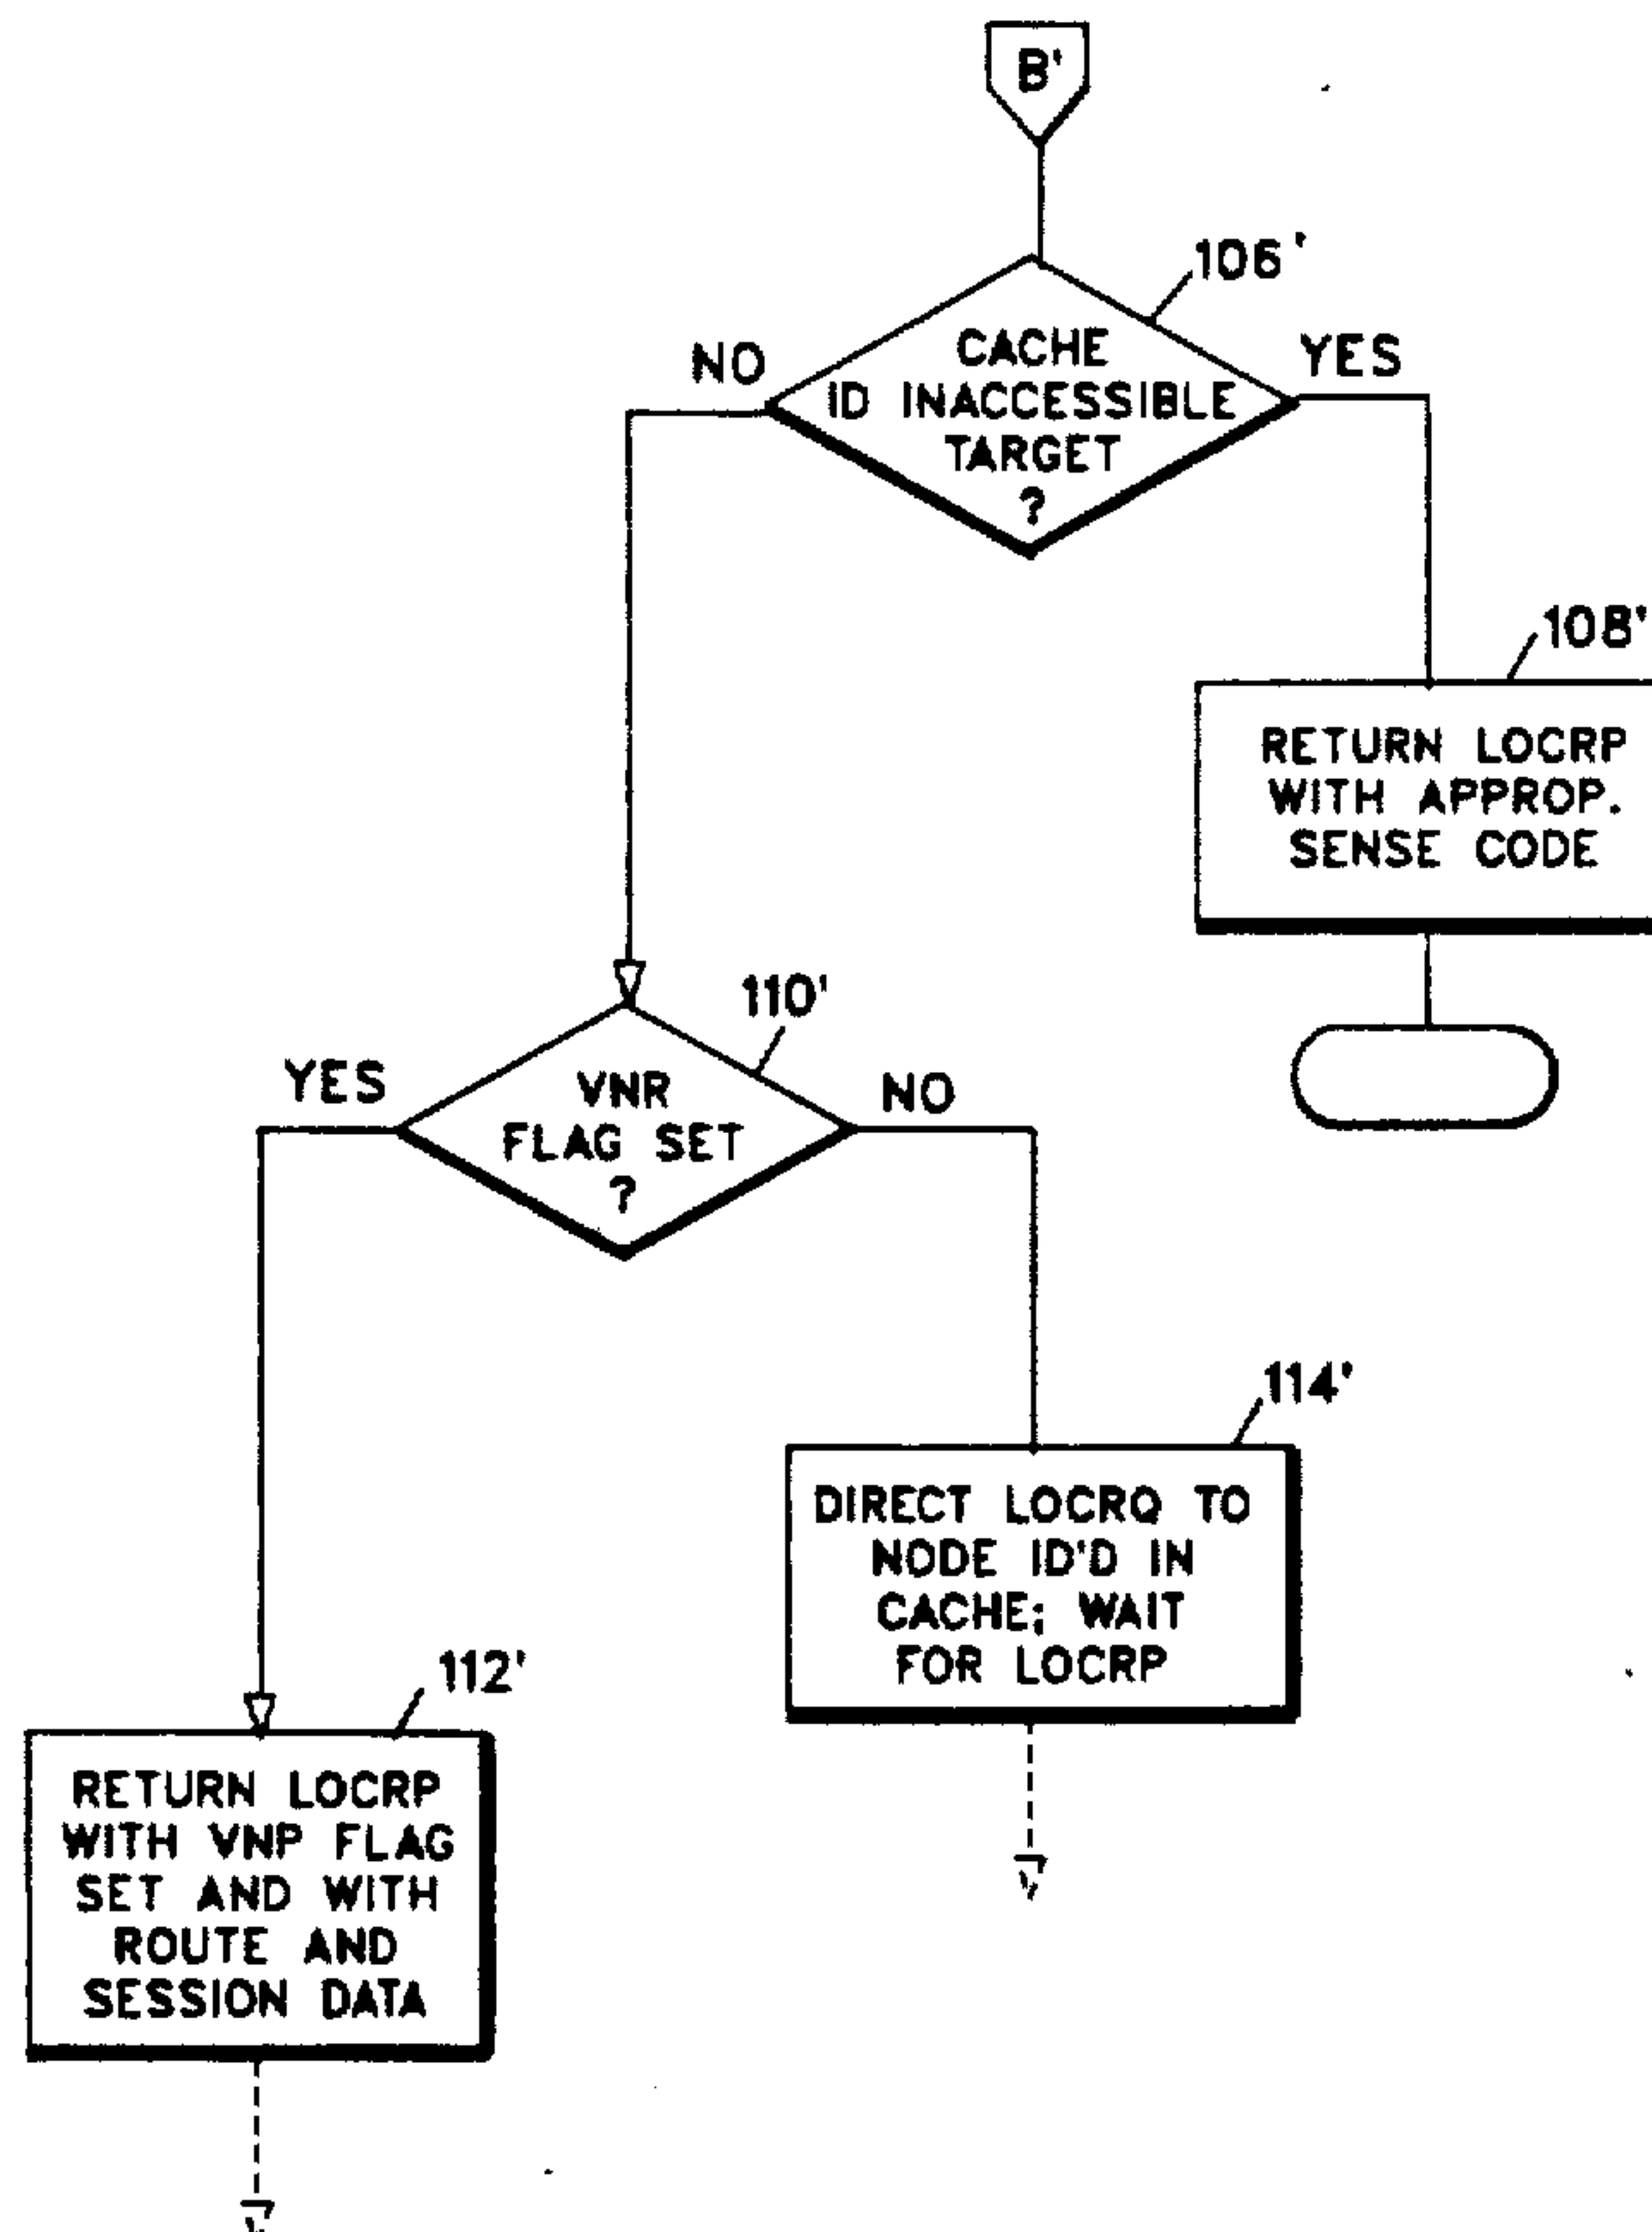 B'
106'
CACHE
ID INACCESSIBLE
TARGET
?
NO
YES
108'
RETURN LOCRP
WITH APPROP.
SENSE CODE
110'
VNR
FLAG SET
?
YES
NO
114'
DIRECT LOCRQ TO
NODE ID'D IN
CACHE; WAIT
FOR LOCRP
112'
RETURN LOCRP
WITH VNP FLAG
SET AND WITH
ROUTE AND
SESSION DATA